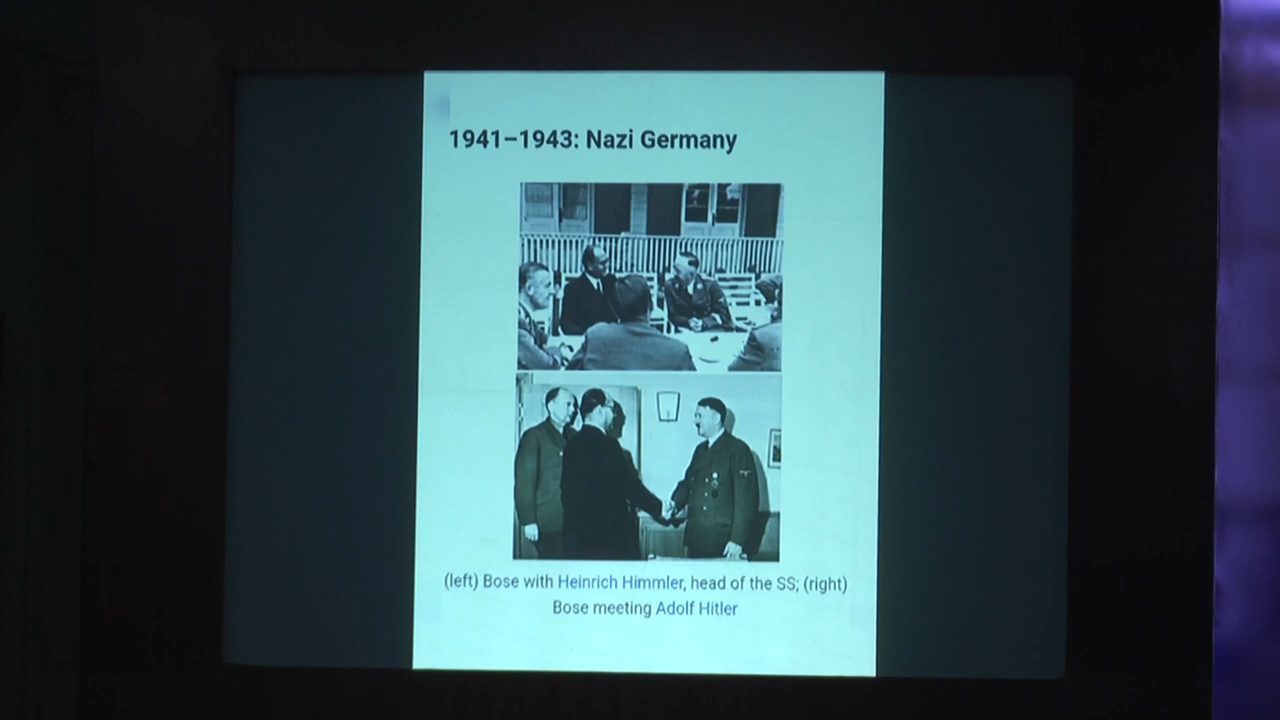 1941–1943: Nazi Germany
(left) Bose with Heinrich Himmler, head of the SS; (right)
Bose meeting Adolf Hitler